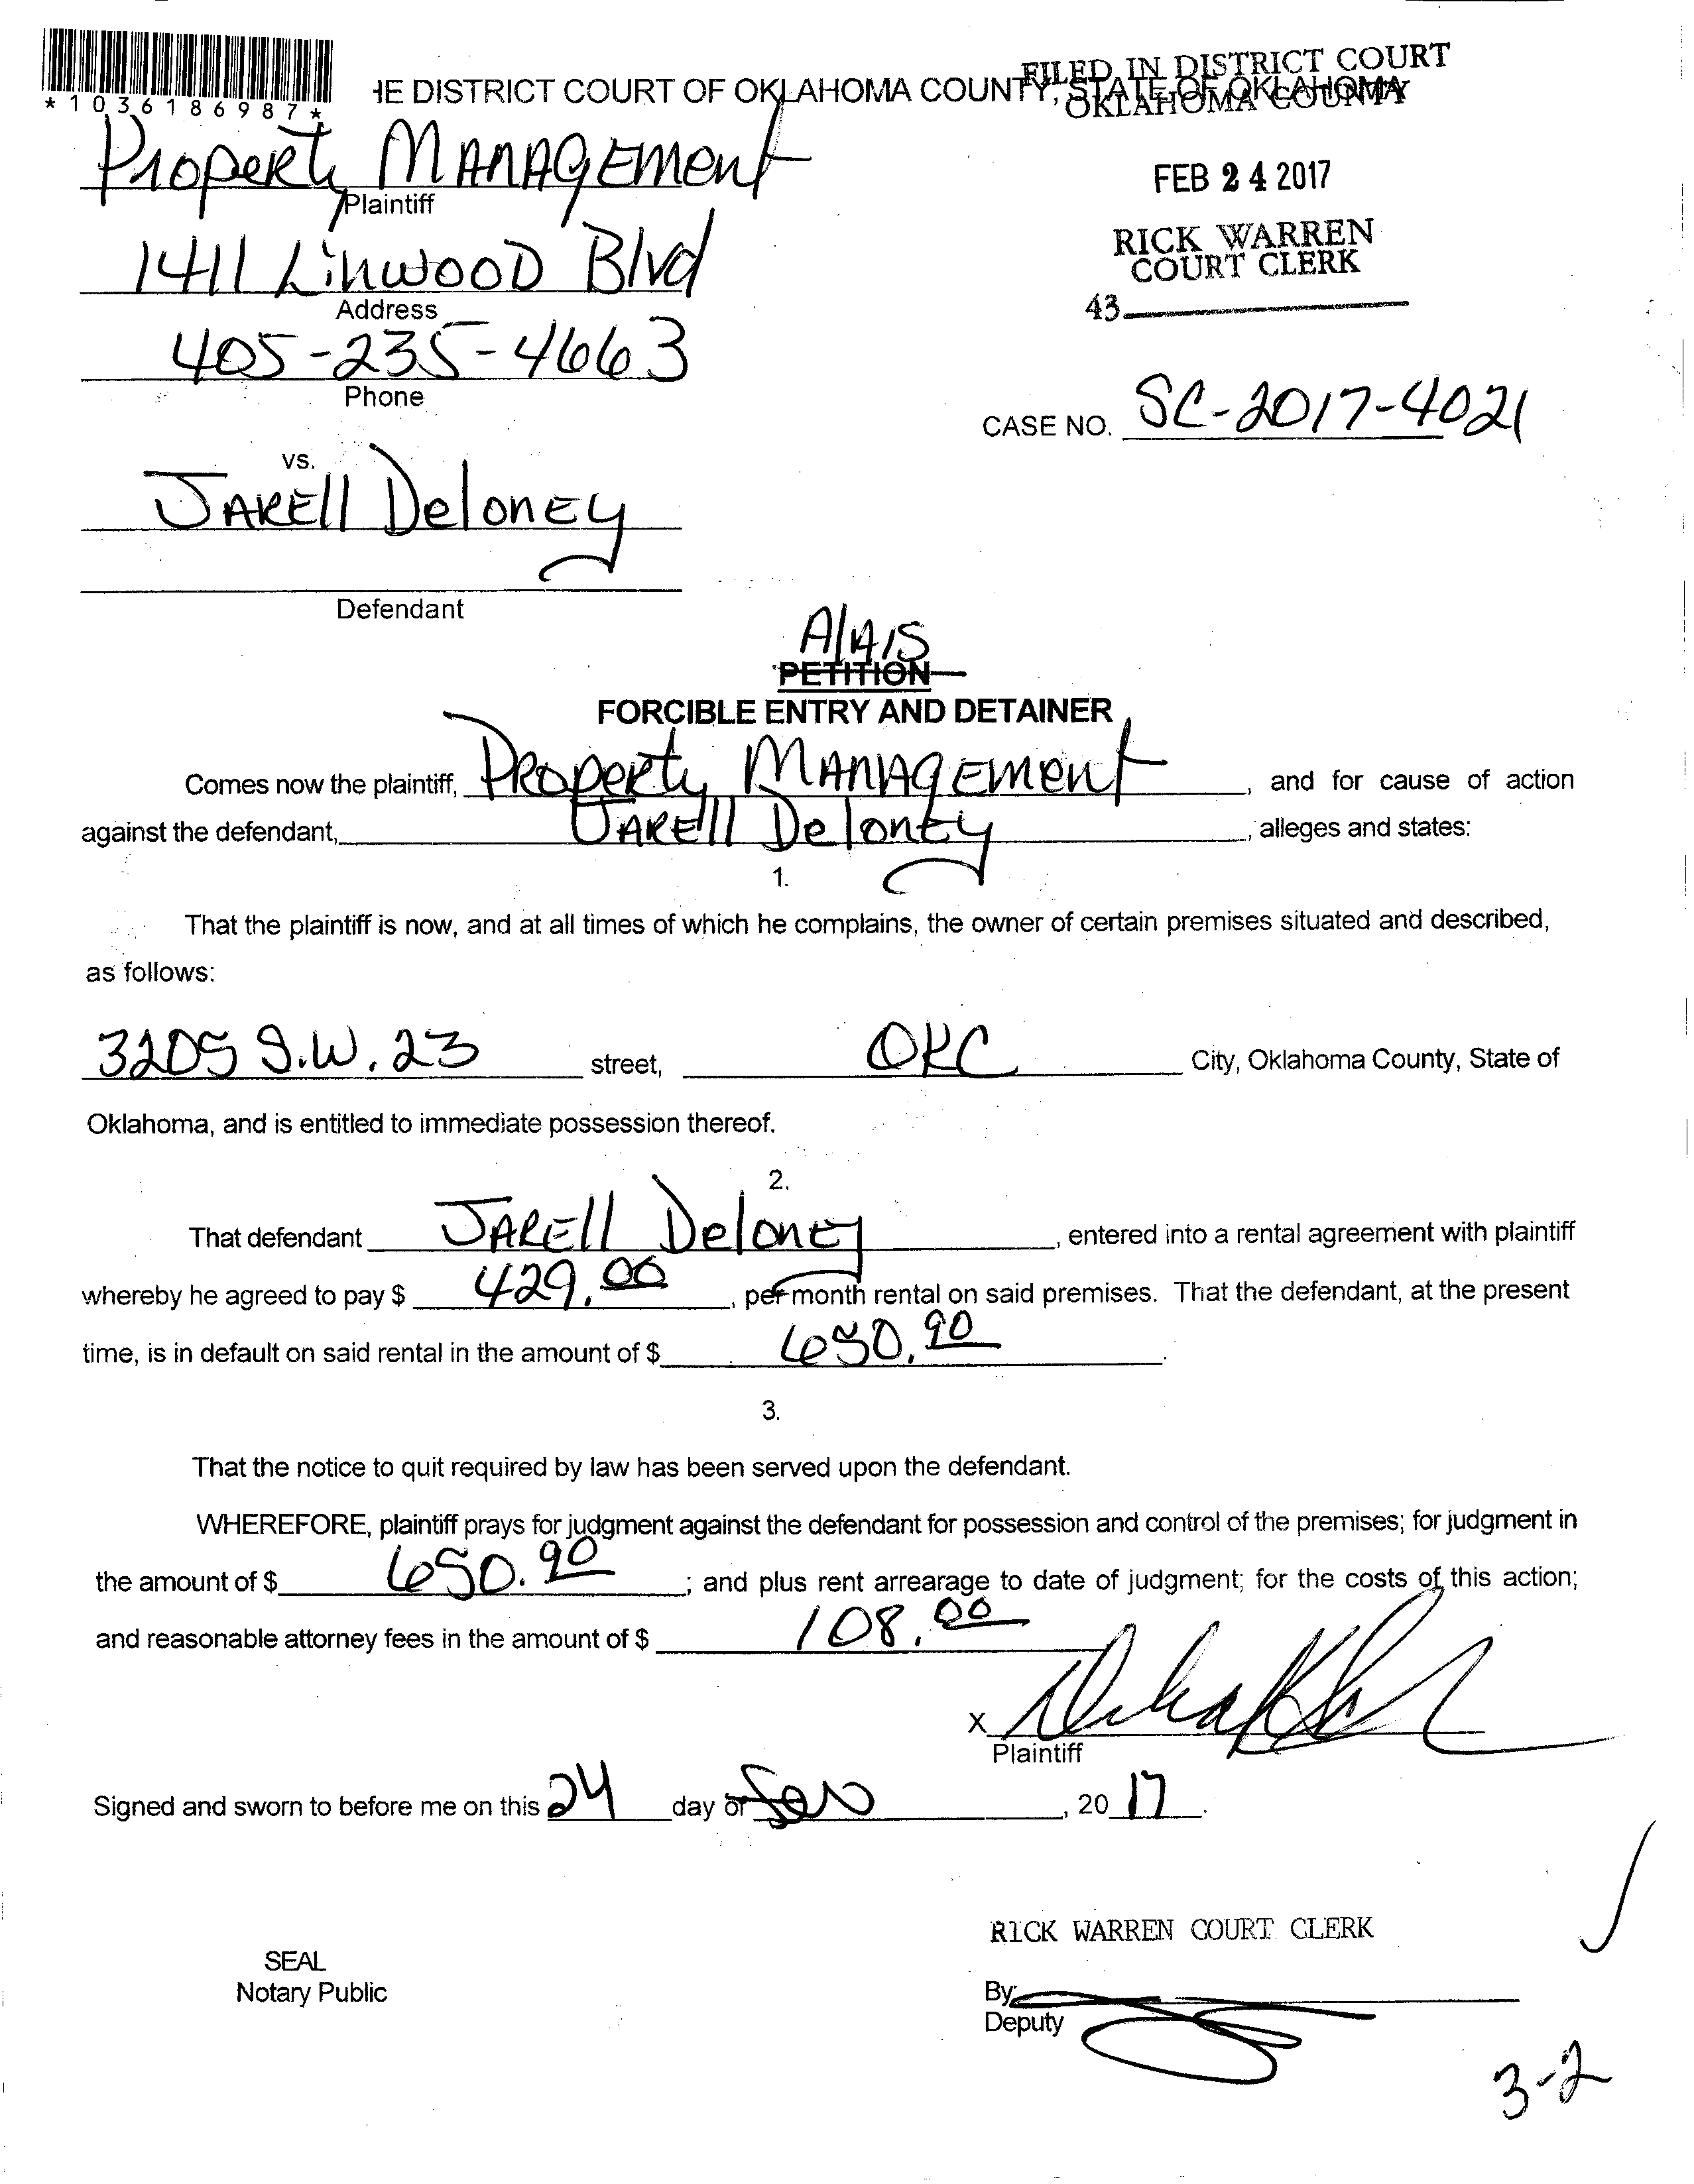 FILED IN DISTRICT COURT
OKLAHOMA COUNTY
HE DISTRICT COURT OF OKLAHOMA COUNTY, STATE OF OKLAHOMA
*1036186987*
FEB 24 2017
RICK WARREN
COURT CLERK
43
Property Management
Plaintiff
1411 Linwood Blvd
Address
405-235-4663
Phone
CASE NO. SC-2017-4021
vs.
Jarell Deloney
Defendant
Alais
PETITION
FORCIBLE ENTRY AND DETAINER
Comes now the plaintiff, Property Management, and for cause of action
against the defendant, Jarell Deloney, alleges and states:
1.
That the plaintiff is now, and at all times of which he complains, the owner of certain premises situated and described,
as follows:
3205 S.W. 23 street, OKC City, Oklahoma County, State of
Oklahoma, and is entitled to immediate possession thereof.
2.
That defendant Jarell Deloney, entered into a rental agreement with plaintiff
whereby he agreed to pay $ 429.00, per month rental on said premises. That the defendant, at the present
time, is in default on said rental in the amount of $ 650.90.
3.
That the notice to quit required by law has been served upon the defendant.
WHEREFORE, plaintiff prays for judgment against the defendant for possession and control of the premises; for judgment in
the amount of $ 650.90; and plus rent arrearage to date of judgment; for the costs of this action;
and reasonable attorney fees in the amount of $ 108.00
X
Plaintiff
Signed and sworn to before me on this 24 day of , 20 17.
RICK WARREN COURT CLERK
SEAL
Notary Public
By
Deputy
3-2